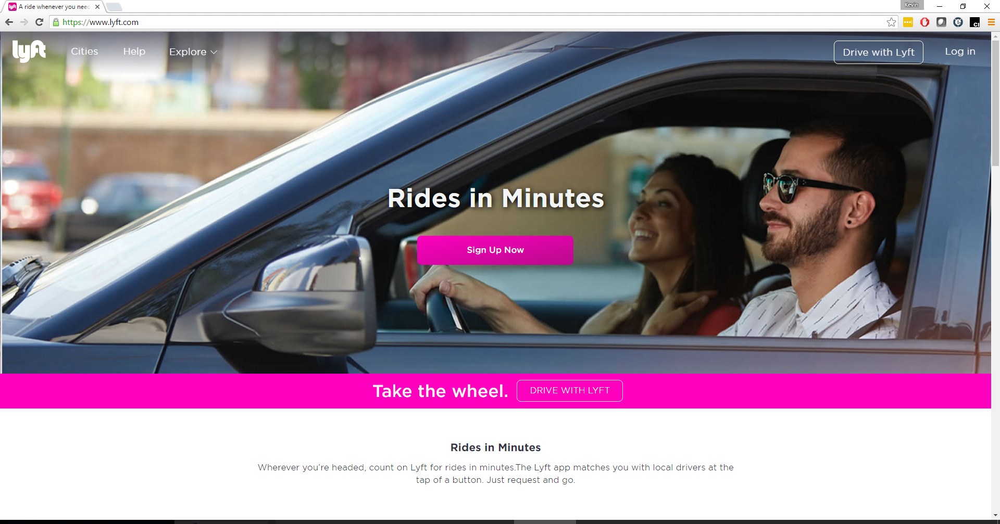 A ride whenever you need
Kevin
https://www.lyft.com
CI
lyft
Cities
Help
Explore
Drive with Lyft
Log in
Rides in Minutes
Sign Up Now
Take the wheel.
DRIVE WITH LYFT
Rides in Minutes
Wherever you're headed, count on Lyft for rides in minutes.The Lyft app matches you with local drivers at the
tap of a button. Just request and go.